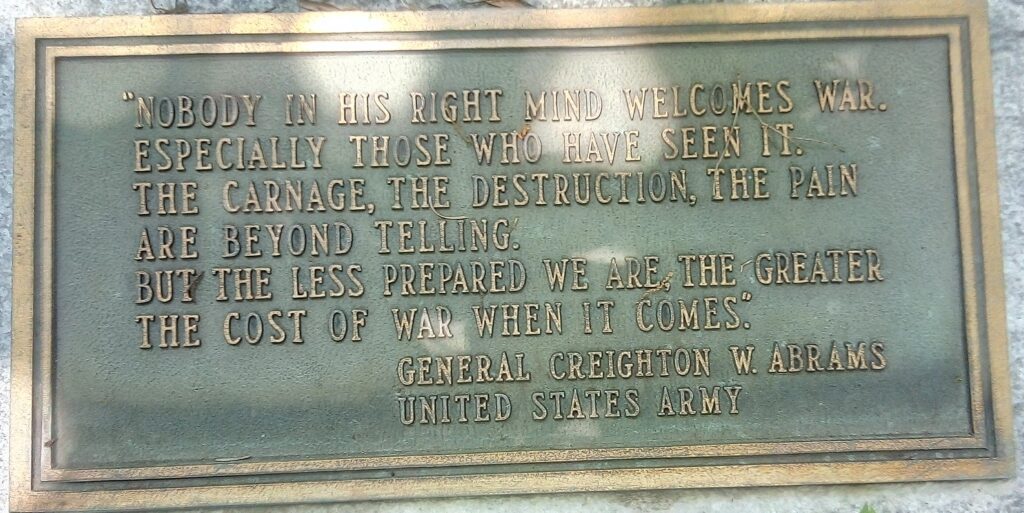 "NOBODY IN HIS RIGHT MIND WELCOMES WAR.
ESPECIALLY THOSE WHO HAVE SEEN IT.
THE CARNAGE, THE DESTRUCTION, THE PAIN
ARE BEYOND TELLING.
BUT THE LESS PREPARED WE ARE, THE GREATER
THE COST OF WAR WHEN IT COMES."
GENERAL CREIGHTON W. ABRAMS
UNITED STATES ARMY